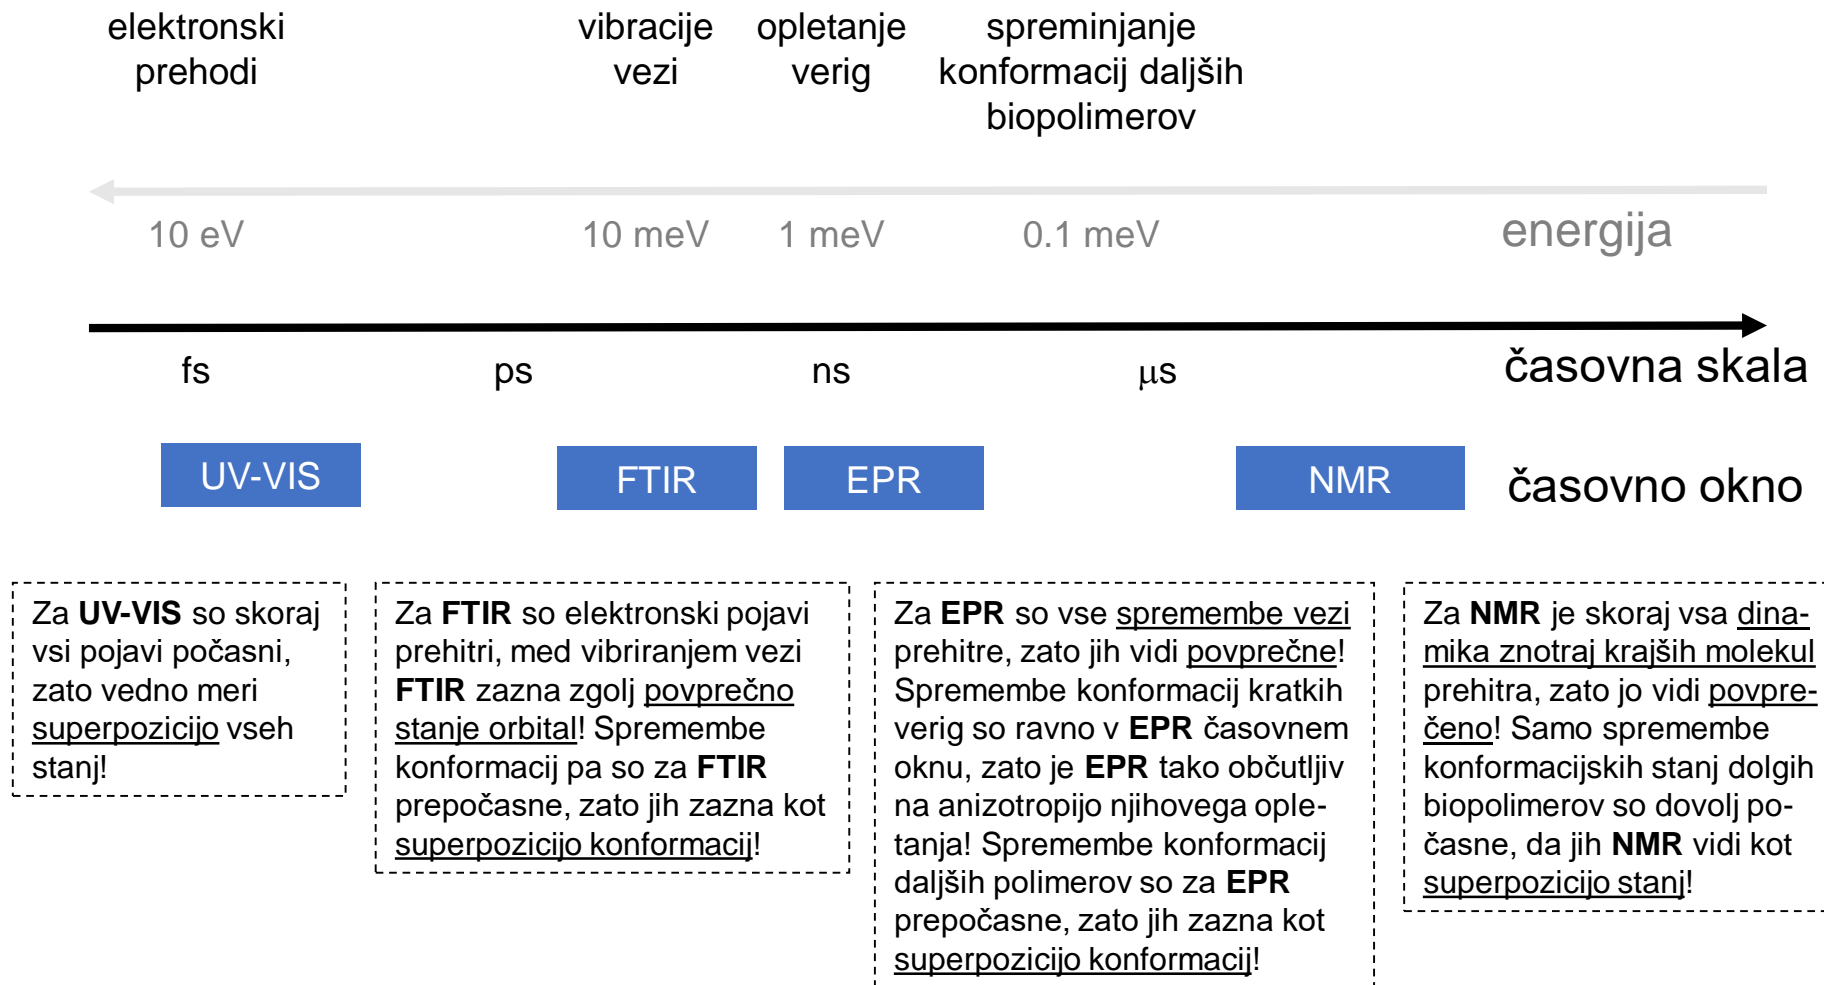 elektronski
prehodi
vibracije
vezi
opletanje
verig
spreminjanje
konformacij daljših
biopolimerov
10 eV
10 meV
1 meV
0.1 meV
energija
fs
ps
ns
μs
časovna skala
UV-VIS
FTIR
EPR
NMR
časovno okno
Za UV-VIS so skoraj
vsi pojavi počasni,
zato vedno meri
superpozicijo vseh
stanj!
Za FTIR so elektronski pojavi
prehitri, med vibriranjem vezi
FTIR zazna zgolj povprečno
stanje orbital! Spremembe
konformacij pa so za FTIR
prepočasne, zato jih zazna kot
superpozicijo konformacij!
Za EPR so vse spremembe vezi
prehitre, zato jih vidi povprečne!
Spremembe konformacij kratkih
verig so ravno v EPR časovnem
oknu, zato je EPR tako občutljiv
na anizotropijo njihovega ople-
tanja! Spremembe konformacij
daljših polimerov so za EPR
prepočasne, zato jih zazna kot
superpozicijo konformacij!
Za NMR je skoraj vsa dina-
mika znotraj krajših molekul
prehitra, zato jo vidi povpre-
čeno! Samo spremembe
konformacijskih stanj dolgih
biopolimerov so dovolj po-
časne, da jih NMR vidi kot
superpozicijo stanj!